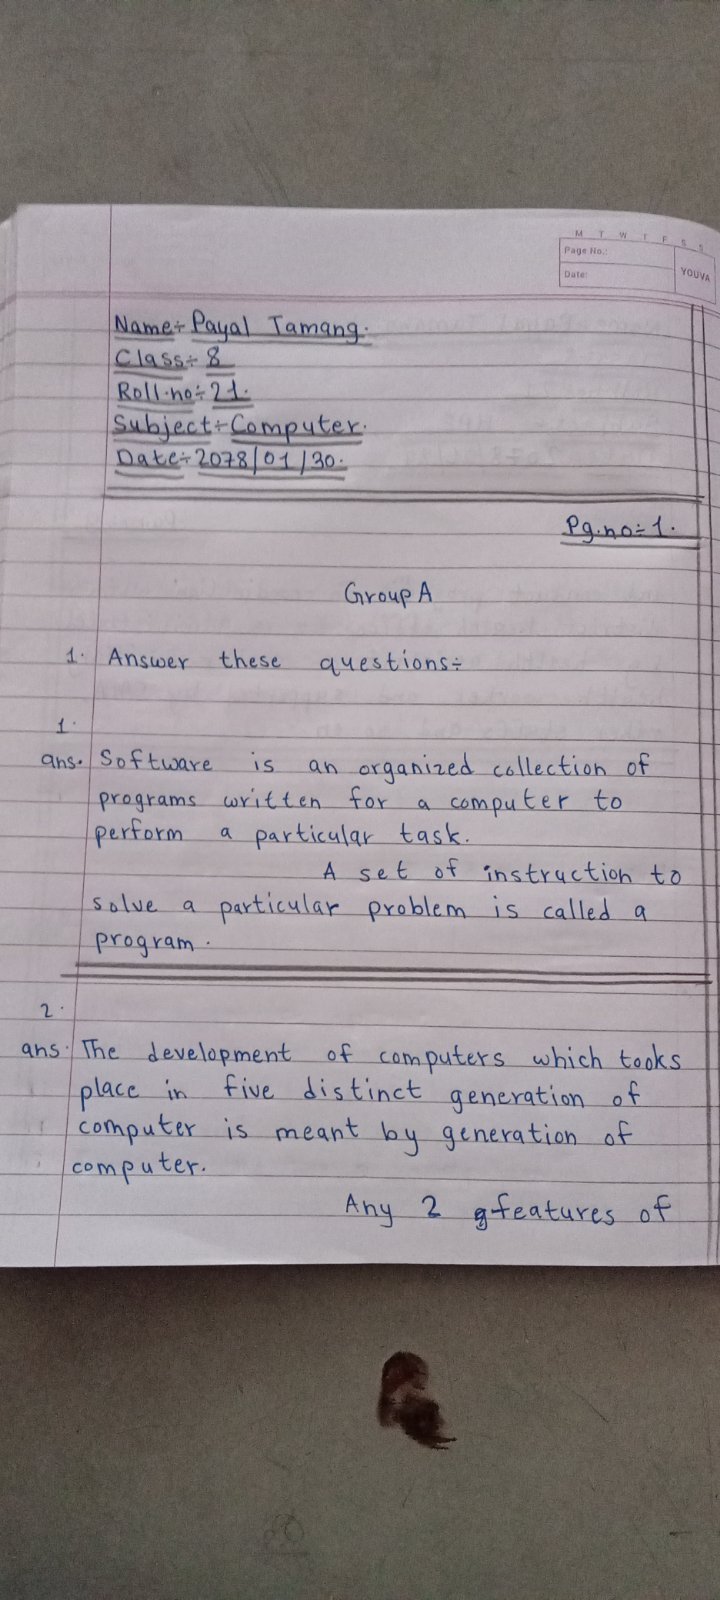 M T W T F S S
Page No.:
Date:
YOUVA
Name÷ Payal Tamang.
Class÷ 8
Roll.no÷ 21.
Subject÷ Computer.
Date÷ 2078/01/30.
Pg.no÷ 1.
Group A
1. Answer these questions÷
1.
ans. Software is an organized collection of
programs written for a computer to
perform a particular task.
A set of instruction to
solve a particular problem is called a
program.
2.
ans. The development of computers which tooks
place in five distinct generation of
computer is meant by generation of
computer.
Any 2 features of